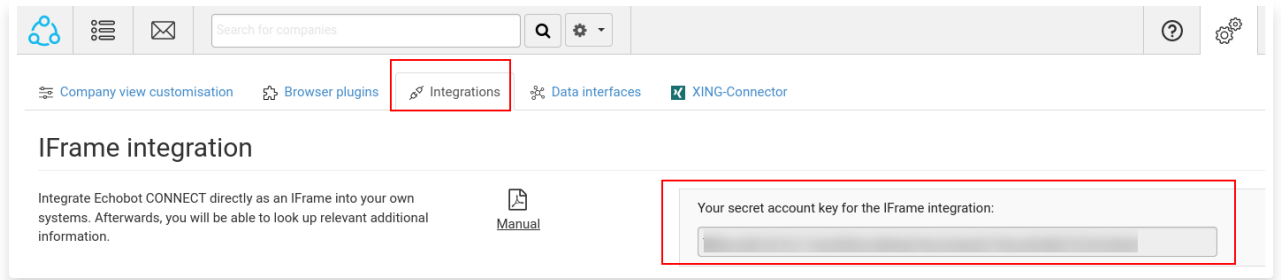 Search for companies
Company view customisation
Browser plugins
Integrations
Data interfaces
XING-Connector
IFrame integration
Integrate Echobot CONNECT directly as an IFrame into your own
systems. Afterwards, you will be able to look up relevant additional
information.
Manual
Your secret account key for the IFrame integration: